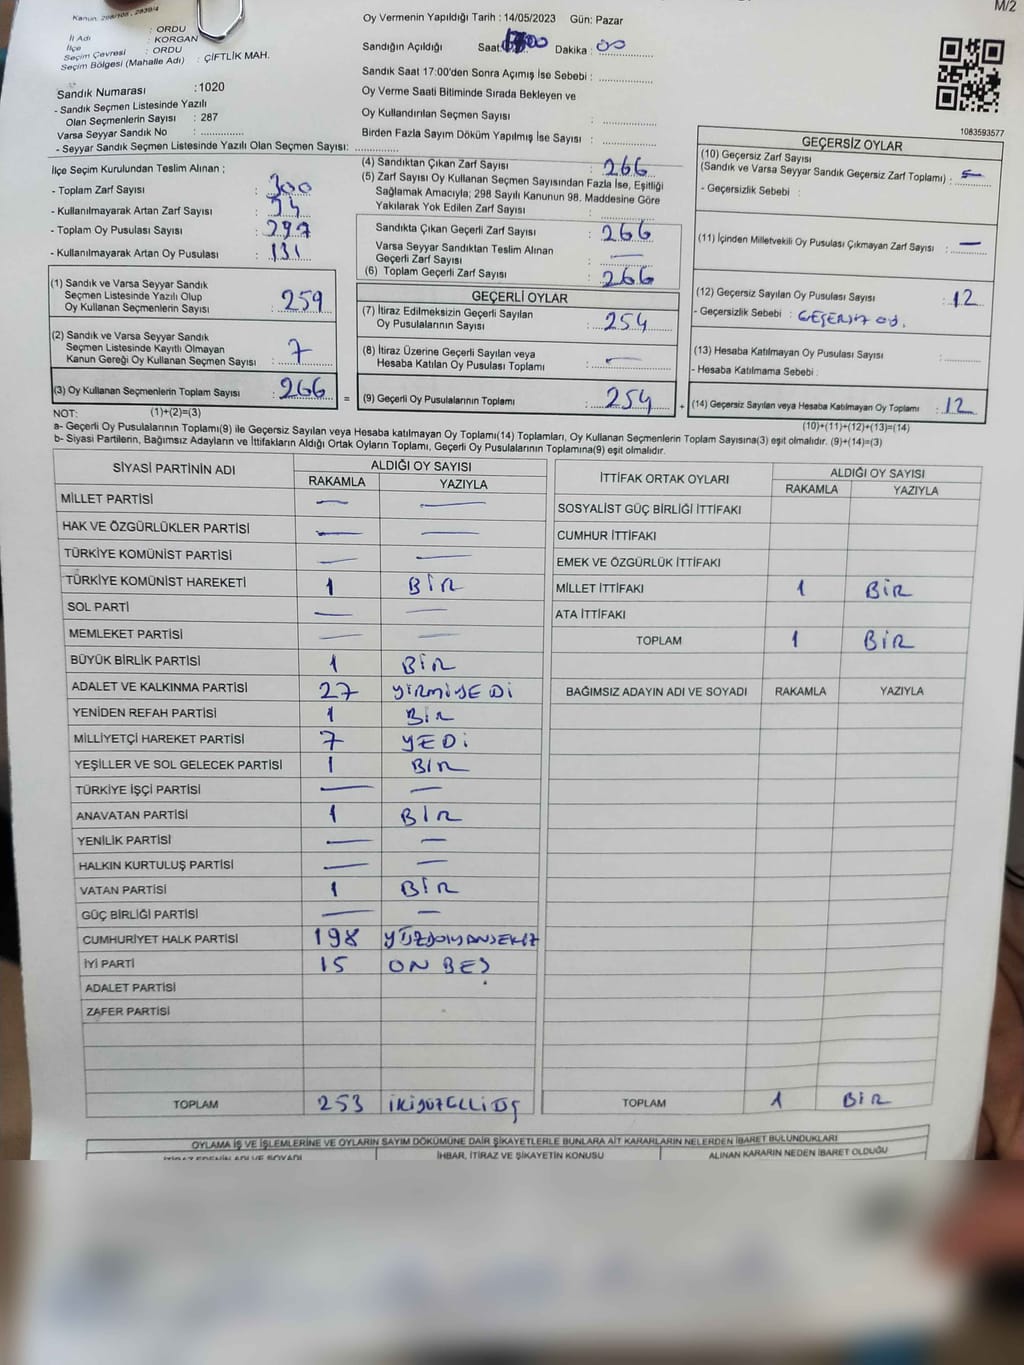 Kanun: 298/105, 2839/4
M/2
İl Adı : ORDU
İlçe : KORGAN
Seçim Çevresi : ORDU
Seçim Bölgesi (Mahalle Adı) : ÇİFTLİK MAH.
Sandık Numarası : 1020
- Sandık Seçmen Listesinde Yazılı
Olan Seçmenlerin Sayısı : 287
Varsa Seyyar Sandık No : ..............
- Seyyar Sandık Seçmen Listesinde Yazılı Olan Seçmen Sayısı: ..............
Oy Vermenin Yapıldığı Tarih : 14/05/2023 Gün: Pazar
Sandığın Açıldığı Saat: Dakika : 00
Sandık Saat 17:00'den Sonra Açımış İse Sebebi : ..............
Oy Verme Saati Bitiminde Sırada Bekleyen ve
Oy Kullandırılan Seçmen Sayısı : ..............
Birden Fazla Sayım Döküm Yapılmış İse Sayısı : ..............
1083593577
İlçe Seçim Kurulundan Teslim Alınan ;
- Toplam Zarf Sayısı : 300
- Kullanılmayarak Artan Zarf Sayısı : 34
- Toplam Oy Pusulası Sayısı : 297
- Kullanılmayarak Artan Oy Pusulası : 131
(1) Sandık ve Varsa Seyyar Sandık
Seçmen Listesinde Yazılı Olup
Oy Kullanan Seçmenlerin Sayısı : 259
(2) Sandık ve Varsa Seyyar Sandık
Seçmen Listesinde Kayıtlı Olmayan
Kanun Gereği Oy Kullanan Seçmen Sayısı : 7
(3) Oy Kullanan Seçmenlerin Toplam Sayısı : 266
(4) Sandıktan Çıkan Zarf Sayısı : 266
(5) Zarf Sayısı Oy Kullanan Seçmen Sayısından Fazla İse, Eşitliği
Sağlamak Amacıyla; 298 Sayılı Kanunun 98. Maddesine Göre
Yakılarak Yok Edilen Zarf Sayısı : ..............
Sandıkta Çıkan Geçerli Zarf Sayısı : 266
Varsa Seyyar Sandıktan Teslim Alınan
Geçerli Zarf Sayısı : —
(6) Toplam Geçerli Zarf Sayısı : 266
GEÇERLİ OYLAR
(7) İtiraz Edilmeksizin Geçerli Sayılan
Oy Pusulalarının Sayısı : 254
(8) İtiraz Üzerine Geçerli Sayılan veya
Hesaba Katılan Oy Pusulası Toplamı : —
= (9) Geçerli Oy Pusulalarının Toplamı : 254
GEÇERSİZ OYLAR
(10) Geçersiz Zarf Sayısı
(Sandık ve Varsa Seyyar Sandık Geçersiz Zarf Toplamı) : —
- Geçersizlik Sebebi :
(11) İçinden Milletvekili Oy Pusulası Çıkmayan Zarf Sayısı : —
(12) Geçersiz Sayılan Oy Pusulası Sayısı : 12
- Geçersizlik Sebebi : GEÇERSİZ OY.
(13) Hesaba Katılmayan Oy Pusulası Sayısı : ..............
- Hesaba Katılmama Sebebi :
+ (14) Geçersiz Sayılan veya Hesaba Katılmayan Oy Toplamı : 12
NOT: (1)+(2)=(3)
(10)+(11)+(12)+(13)=(14)
a- Geçerli Oy Pusulalarının Toplamı(9) ile Geçersiz Sayılan veya Hesaba katılmayan Oy Toplamı(14) Toplamları, Oy Kullanan Seçmenlerin Toplam Sayısına(3) eşit olmalıdır. (9)+(14)=(3)
b- Siyasi Partilerin, Bağımsız Adayların ve İttifakların Aldığı Ortak Oyların Toplamı, Geçerli Oy Pusulalarının Toplamına(9) eşit olmalıdır.
SİYASİ PARTİNİN ADI ALDIĞI OY SAYISI
RAKAMLA YAZIYLA
MİLLET PARTİSİ — —
HAK VE ÖZGÜRLÜKLER PARTİSİ — —
TÜRKİYE KOMÜNİST PARTİSİ — —
TÜRKİYE KOMÜNİST HAREKETİ 1 BİR
SOL PARTİ — —
MEMLEKET PARTİSİ — —
BÜYÜK BİRLİK PARTİSİ 1 BİR
ADALET VE KALKINMA PARTİSİ 27 YİRMİYEDİ
YENİDEN REFAH PARTİSİ 1 BİR
MİLLİYETÇİ HAREKET PARTİSİ 7 YEDİ
YEŞİLLER VE SOL GELECEK PARTİSİ 1 BİR
TÜRKİYE İŞÇİ PARTİSİ — —
ANAVATAN PARTİSİ 1 BİR
YENİLİK PARTİSİ — —
HALKIN KURTULUŞ PARTİSİ — —
VATAN PARTİSİ 1 BİR
GÜÇ BİRLİĞİ PARTİSİ — —
CUMHURİYET HALK PARTİSİ 198
İYİ PARTİ 15 ON BEŞ
ADALET PARTİSİ
ZAFER PARTİSİ
TOPLAM 253 İKİYÜZELLİÜÇ
İTTİFAK ORTAK OYLARI ALDIĞI OY SAYISI
RAKAMLA YAZIYLA
SOSYALİST GÜÇ BİRLİĞİ İTTİFAKI
CUMHUR İTTİFAKI
EMEK VE ÖZGÜRLÜK İTTİFAKI
MİLLET İTTİFAKI 1 BİR
ATA İTTİFAKI
TOPLAM 1 BİR
BAĞIMSIZ ADAYIN ADI VE SOYADI RAKAMLA YAZIYLA
TOPLAM 1 BİR
OYLAMA İŞ VE İŞLEMLERİNE VE OYLARIN SAYIM DÖKÜMÜNE DAİR ŞİKAYETLERLE BUNLARA AİT KARARLARIN NELERDEN İBARET BULUNDUKLARI
İTİRAZ EDENİN ADI VE SOYADI İHBAR, İTİRAZ VE ŞİKAYETİN KONUSU ALINAN KARARIN NEDEN İBARET OLDUĞU